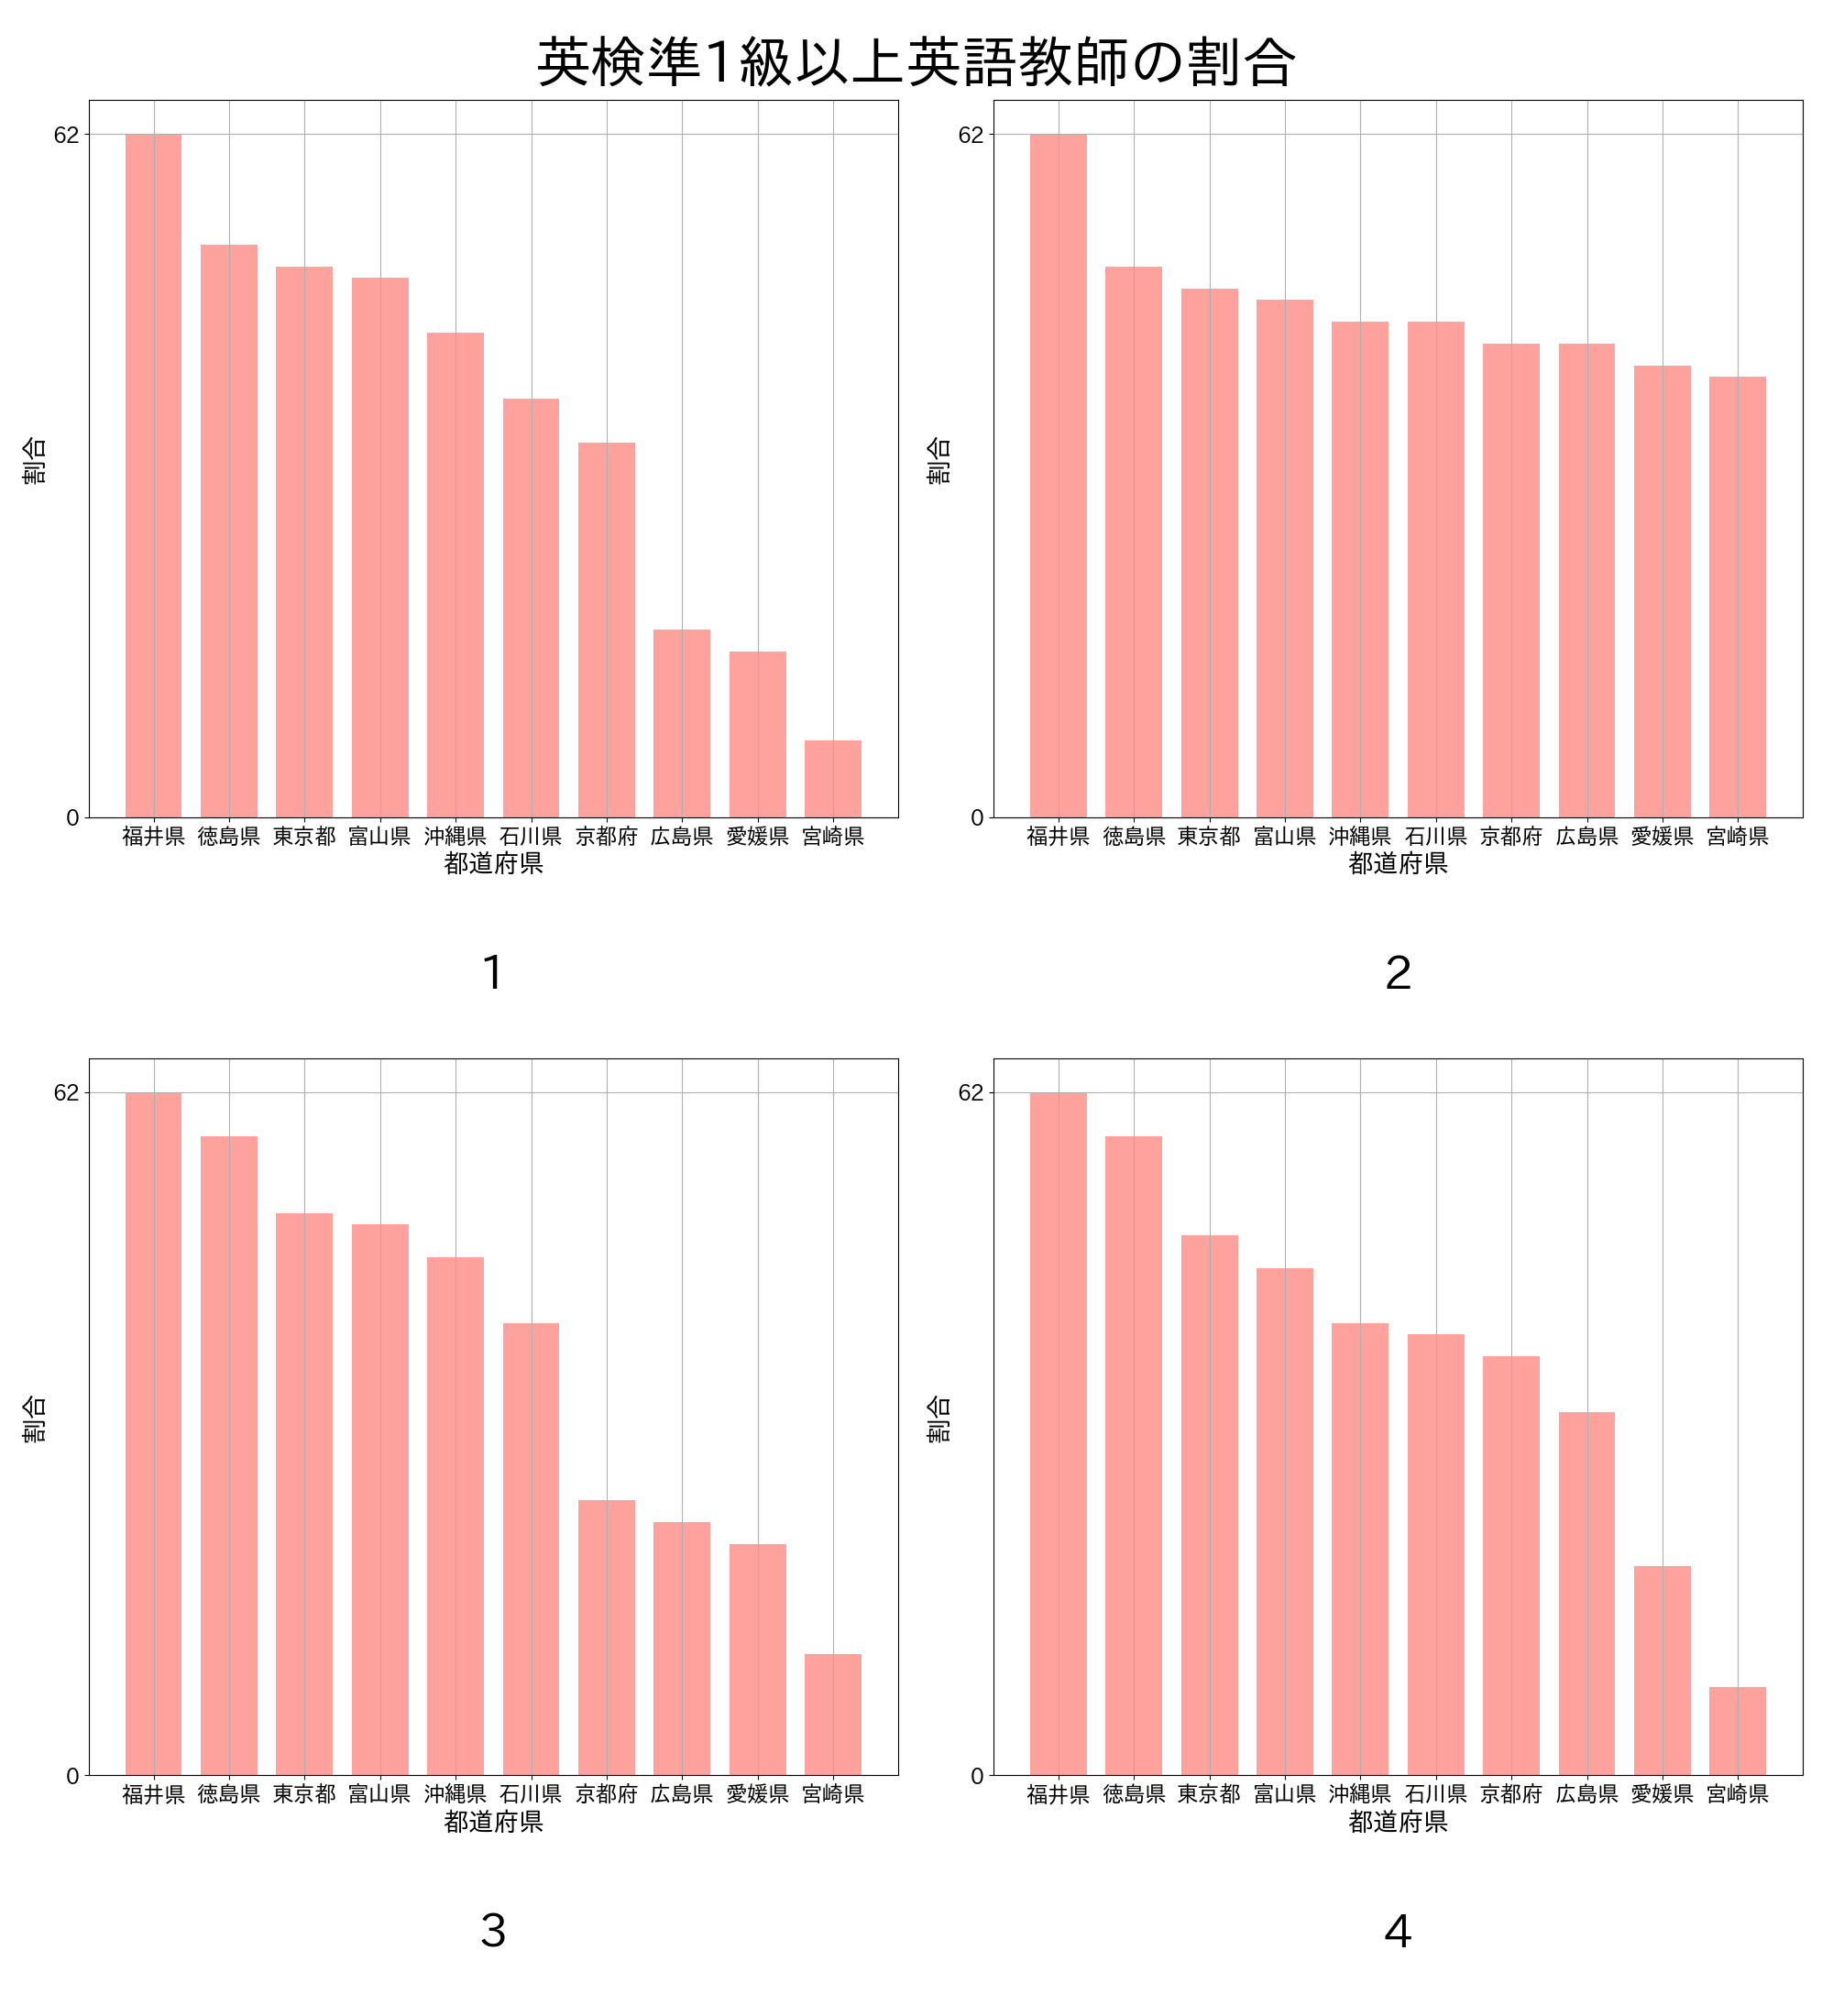 英検準1級以上英語教師の割合
62
0
割合
福井県 徳島県 東京都 富山県 沖縄県 石川県 京都府 広島県 愛媛県 宮崎県
都道府県
1
62
0
割合
福井県 徳島県 東京都 富山県 沖縄県 石川県 京都府 広島県 愛媛県 宮崎県
都道府県
2
62
0
割合
福井県 徳島県 東京都 富山県 沖縄県 石川県 京都府 広島県 愛媛県 宮崎県
都道府県
3
62
0
割合
福井県 徳島県 東京都 富山県 沖縄県 石川県 京都府 広島県 愛媛県 宮崎県
都道府県
4